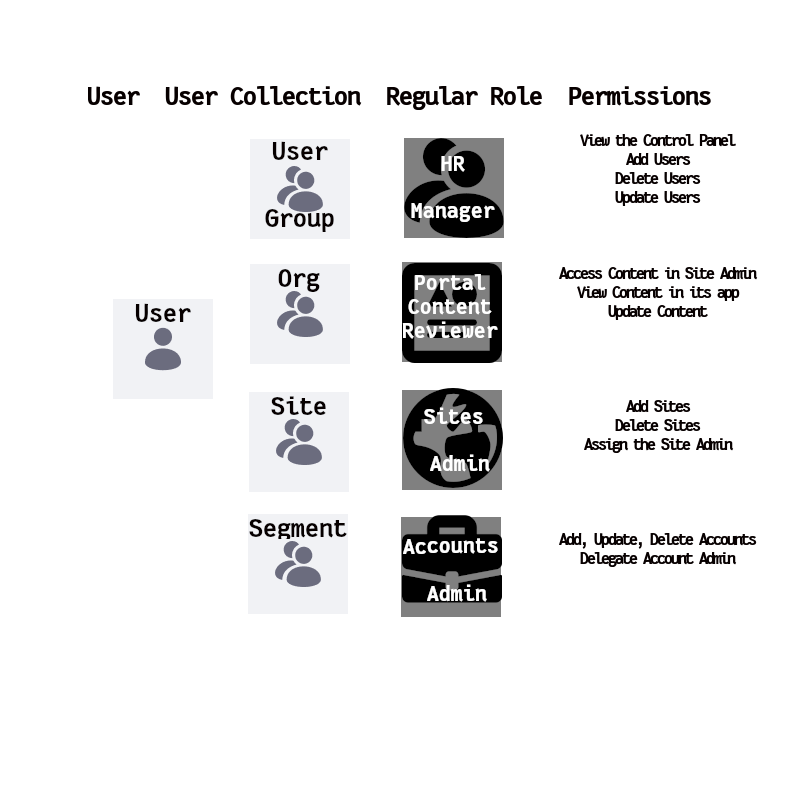 User User Collection Regular Role Permissions
User
Group
HR
Manager
View the Control Panel
Add Users
Delete Users
Update Users
User
Org
Portal
Content
Reviewer
Access Content in Site Admin
View Content in its app
Update Content
Site
Sites
Admin
Add Sites
Delete Sites
Assign the Site Admin
Segment
Accounts
Admin
Add, Update, Delete Accounts
Delegate Account Admin